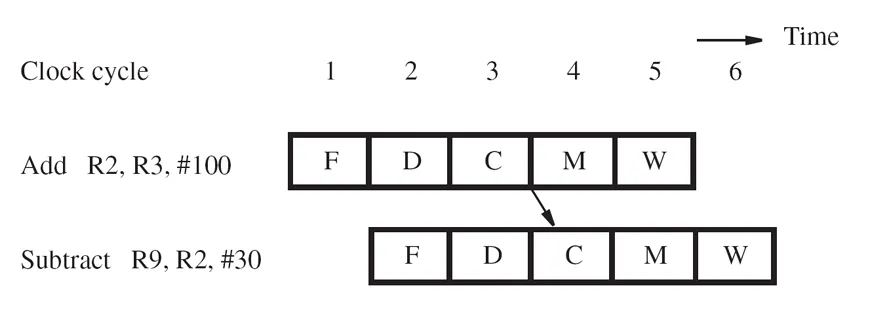 Time
Clock cycle 1 2 3 4 5 6
Add R2, R3, #100 F D C M W
Subtract R9, R2, #30 F D C M W